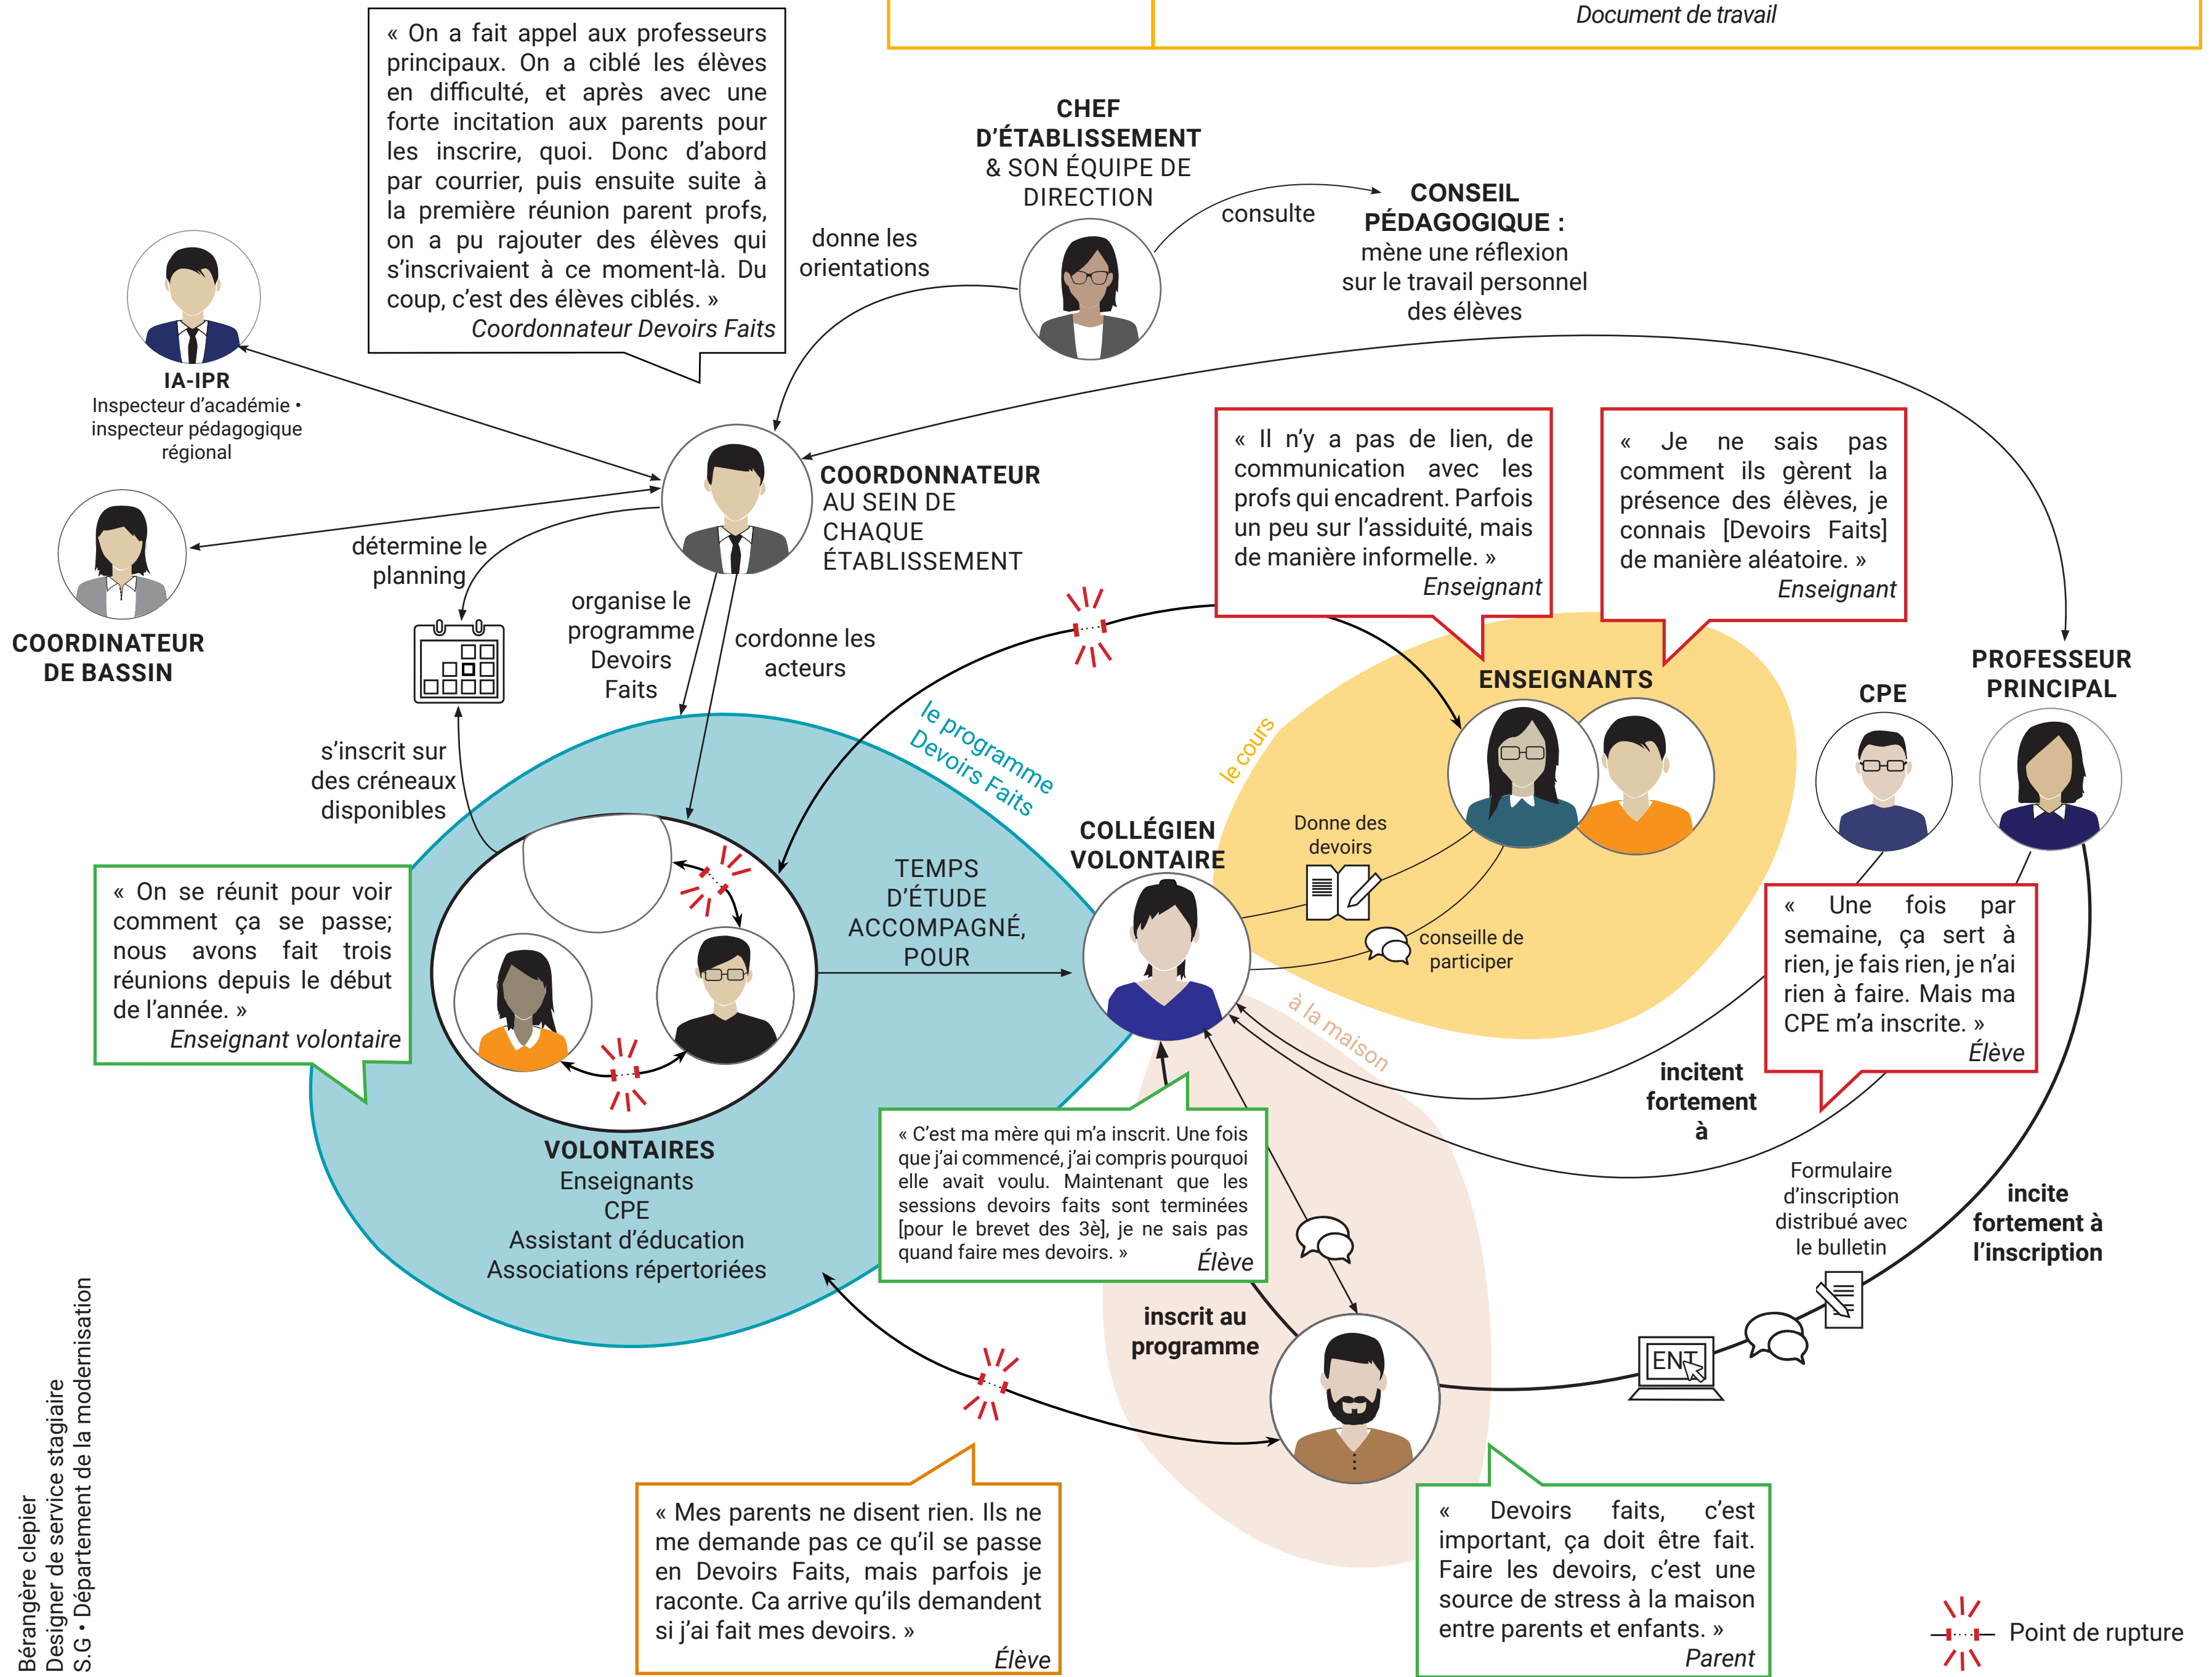 Document de travail
« On a fait appel aux professeurs
principaux. On a ciblé les élèves
en difficulté, et après avec une
forte incitation aux parents pour
les inscrire, quoi. Donc d'abord
par courrier, puis ensuite suite à
la première réunion parent profs,
on a pu rajouter des élèves qui
s'inscrivaient à ce moment-là. Du
coup, c'est des élèves ciblés. »
Coordonnateur Devoirs Faits
CHEF
D'ÉTABLISSEMENT
& SON ÉQUIPE DE
DIRECTION
consulte
CONSEIL
PÉDAGOGIQUE :
mène une réflexion
sur le travail personnel
des élèves
donne les
orientations
IA-IPR
Inspecteur d'académie •
inspecteur pédagogique
régional
COORDONNATEUR
AU SEIN DE
CHAQUE
ÉTABLISSEMENT
« Il n'y a pas de lien, de
communication avec les
profs qui encadrent. Parfois
un peu sur l'assiduité, mais
de manière informelle. »
Enseignant
« Je ne sais pas
comment ils gèrent la
présence des élèves, je
connais [Devoirs Faits]
de manière aléatoire. »
Enseignant
COORDINATEUR
DE BASSIN
détermine le
planning
organise le
programme
Devoirs
Faits
cordonne les
acteurs
s'inscrit sur
des créneaux
disponibles
le programme
Devoirs Faits
le cours
ENSEIGNANTS
CPE
PROFESSEUR
PRINCIPAL
COLLÉGIEN
VOLONTAIRE
Donne des
devoirs
conseille de
participer
TEMPS
D'ÉTUDE
ACCOMPAGNÉ,
POUR
« On se réunit pour voir
comment ça se passe;
nous avons fait trois
réunions depuis le début
de l'année. »
Enseignant volontaire
« Une fois par
semaine, ça sert à
rien, je fais rien, je n'ai
rien à faire. Mais ma
CPE m'a inscrite. »
Élève
à la maison
incitent
fortement
à
VOLONTAIRES
Enseignants
CPE
Assistant d'éducation
Associations répertoriées
« C'est ma mère qui m'a inscrit. Une fois
que j'ai commencé, j'ai compris pourquoi
elle avait voulu. Maintenant que les
sessions devoirs faits sont terminées
[pour le brevet des 3è], je ne sais pas
quand faire mes devoirs. »
Élève
Formulaire
d'inscription
distribué avec
le bulletin
incite
fortement à
l'inscription
inscrit au
programme
ENT
« Mes parents ne disent rien. Ils ne
me demande pas ce qu'il se passe
en Devoirs Faits, mais parfois je
raconte. Ca arrive qu'ils demandent
si j'ai fait mes devoirs. »
Élève
« Devoirs faits, c'est
important, ça doit être fait.
Faire les devoirs, c'est une
source de stress à la maison
entre parents et enfants. »
Parent
Point de rupture
Bérangère clepier
Designer de service stagiaire
S.G • Département de la modernisation